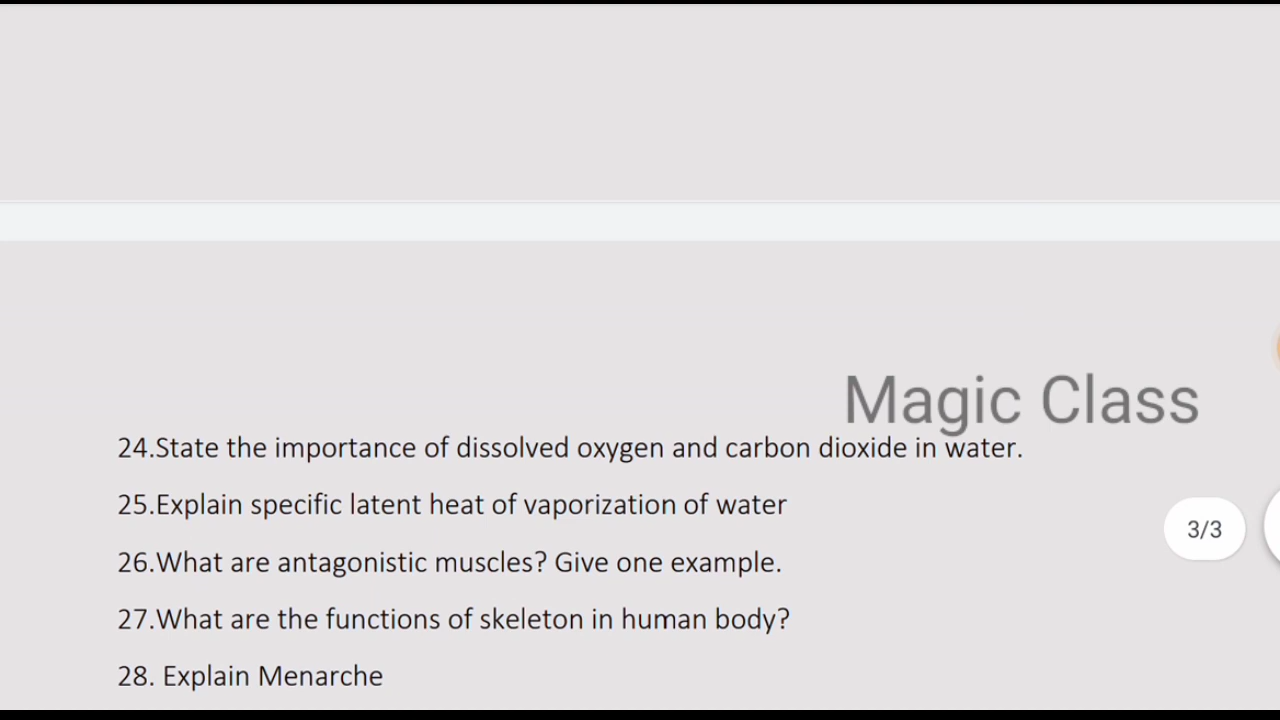 Magic Class
24.State the importance of dissolved oxygen and carbon dioxide in water.
25.Explain specific latent heat of vaporization of water
3/3
26.What are antagonistic muscles? Give one example.
27.What are the functions of skeleton in human body?
28. Explain Menarche